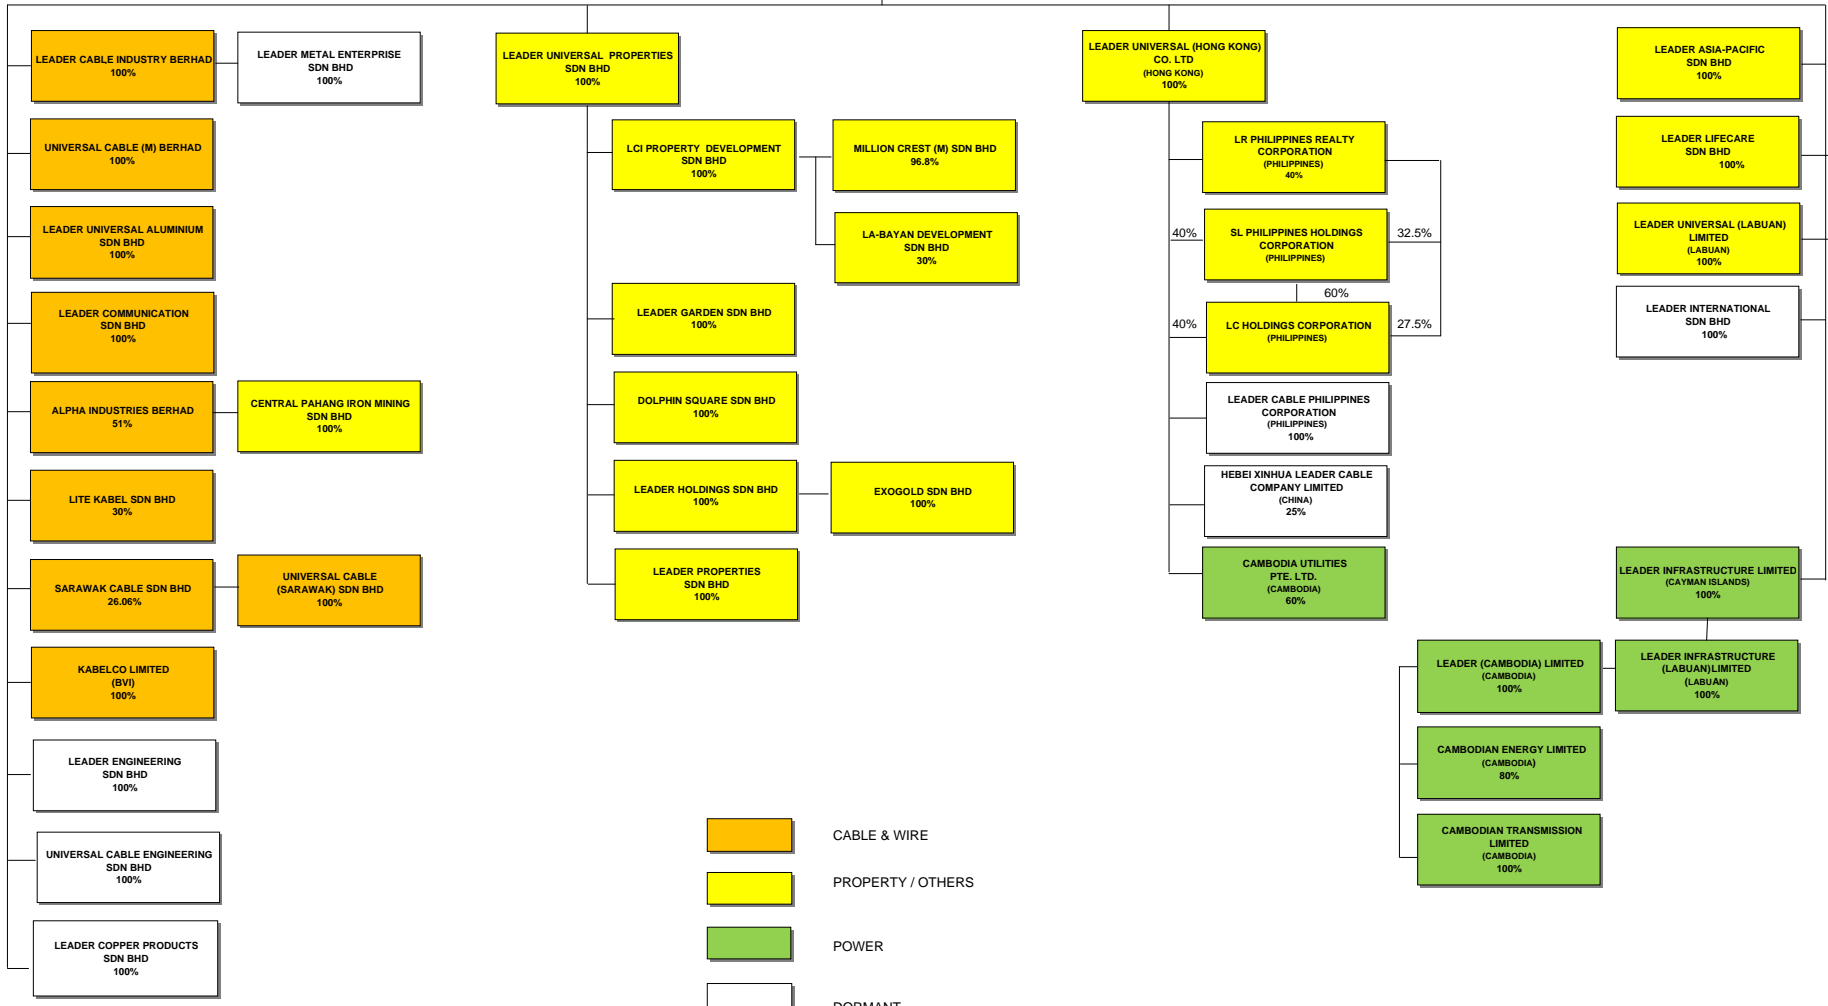 LEADER CABLE INDUSTRY BERHAD
100%
LEADER METAL ENTERPRISE
SDN BHD
100%
UNIVERSAL CABLE (M) BERHAD
100%
LEADER UNIVERSAL ALUMINIUM
SDN BHD
100%
LEADER COMMUNICATION
SDN BHD
100%
ALPHA INDUSTRIES BERHAD
51%
CENTRAL PAHANG IRON MINING
SDN BHD
100%
LITE KABEL SDN BHD
30%
SARAWAK CABLE SDN BHD
26.06%
UNIVERSAL CABLE
(SARAWAK) SDN BHD
100%
KABELCO LIMITED
(BVI)
100%
LEADER ENGINEERING
SDN BHD
100%
UNIVERSAL CABLE ENGINEERING
SDN BHD
100%
LEADER COPPER PRODUCTS
SDN BHD
100%
LEADER UNIVERSAL PROPERTIES
SDN BHD
100%
LCI PROPERTY DEVELOPMENT
SDN BHD
100%
MILLION CREST (M) SDN BHD
96.8%
LA-BAYAN DEVELOPMENT
SDN BHD
30%
LEADER GARDEN SDN BHD
100%
DOLPHIN SQUARE SDN BHD
100%
LEADER HOLDINGS SDN BHD
100%
EXOGOLD SDN BHD
100%
LEADER PROPERTIES
SDN BHD
100%
LEADER UNIVERSAL (HONG KONG)
CO. LTD
(HONG KONG)
100%
LR PHILIPPINES REALTY
CORPORATION
(PHILIPPINES)
40%
40%
SL PHILIPPINES HOLDINGS
CORPORATION
(PHILIPPINES)
32.5%
60%
40%
LC HOLDINGS CORPORATION
(PHILIPPINES)
27.5%
LEADER CABLE PHILIPPINES
CORPORATION
(PHILIPPINES)
100%
HEBEI XINHUA LEADER CABLE
COMPANY LIMITED
(CHINA)
25%
CAMBODIA UTILITIES
PTE. LTD.
(CAMBODIA)
60%
LEADER ASIA-PACIFIC
SDN BHD
100%
LEADER LIFECARE
SDN BHD
100%
LEADER UNIVERSAL (LABUAN)
LIMITED
(LABUAN)
100%
LEADER INTERNATIONAL
SDN BHD
100%
LEADER INFRASTRUCTURE LIMITED
(CAYMAN ISLANDS)
100%
LEADER INFRASTRUCTURE
(LABUAN)LIMITED
(LABUAN)
100%
LEADER (CAMBODIA) LIMITED
(CAMBODIA)
100%
CAMBODIAN ENERGY LIMITED
(CAMBODIA)
80%
CAMBODIAN TRANSMISSION
LIMITED
(CAMBODIA)
100%
CABLE & WIRE
PROPERTY / OTHERS
POWER
DORMANT